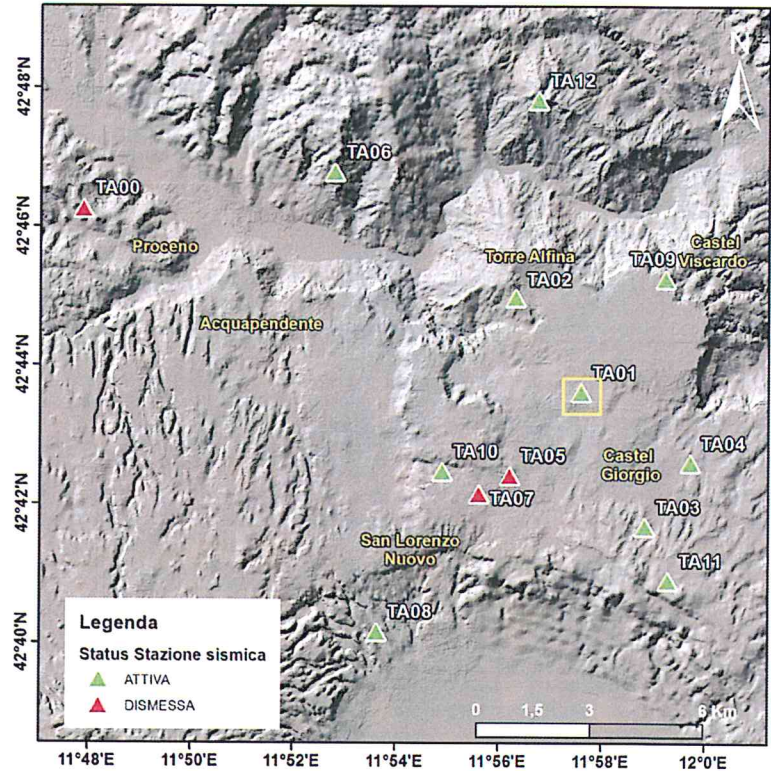 42°48'N
42°46'N
42°44'N
42°42'N
42°40'N
N
TA12
TA06
TA00
Proceno
Torre Alfina
Castel
Viscardo
TA09
TA02
Acquapendente
TA01
TA10
TA05
Castel
Giorgio
TA04
TA07
TA03
San Lorenzo
Nuovo
TA11
TA08
Legenda
Status Stazione sismica
ATTIVA
DISMESSA
0 1,5 3 6 Km
11°48'E 11°50'E 11°52'E 11°54'E 11°56'E 11°58'E 12°0'E